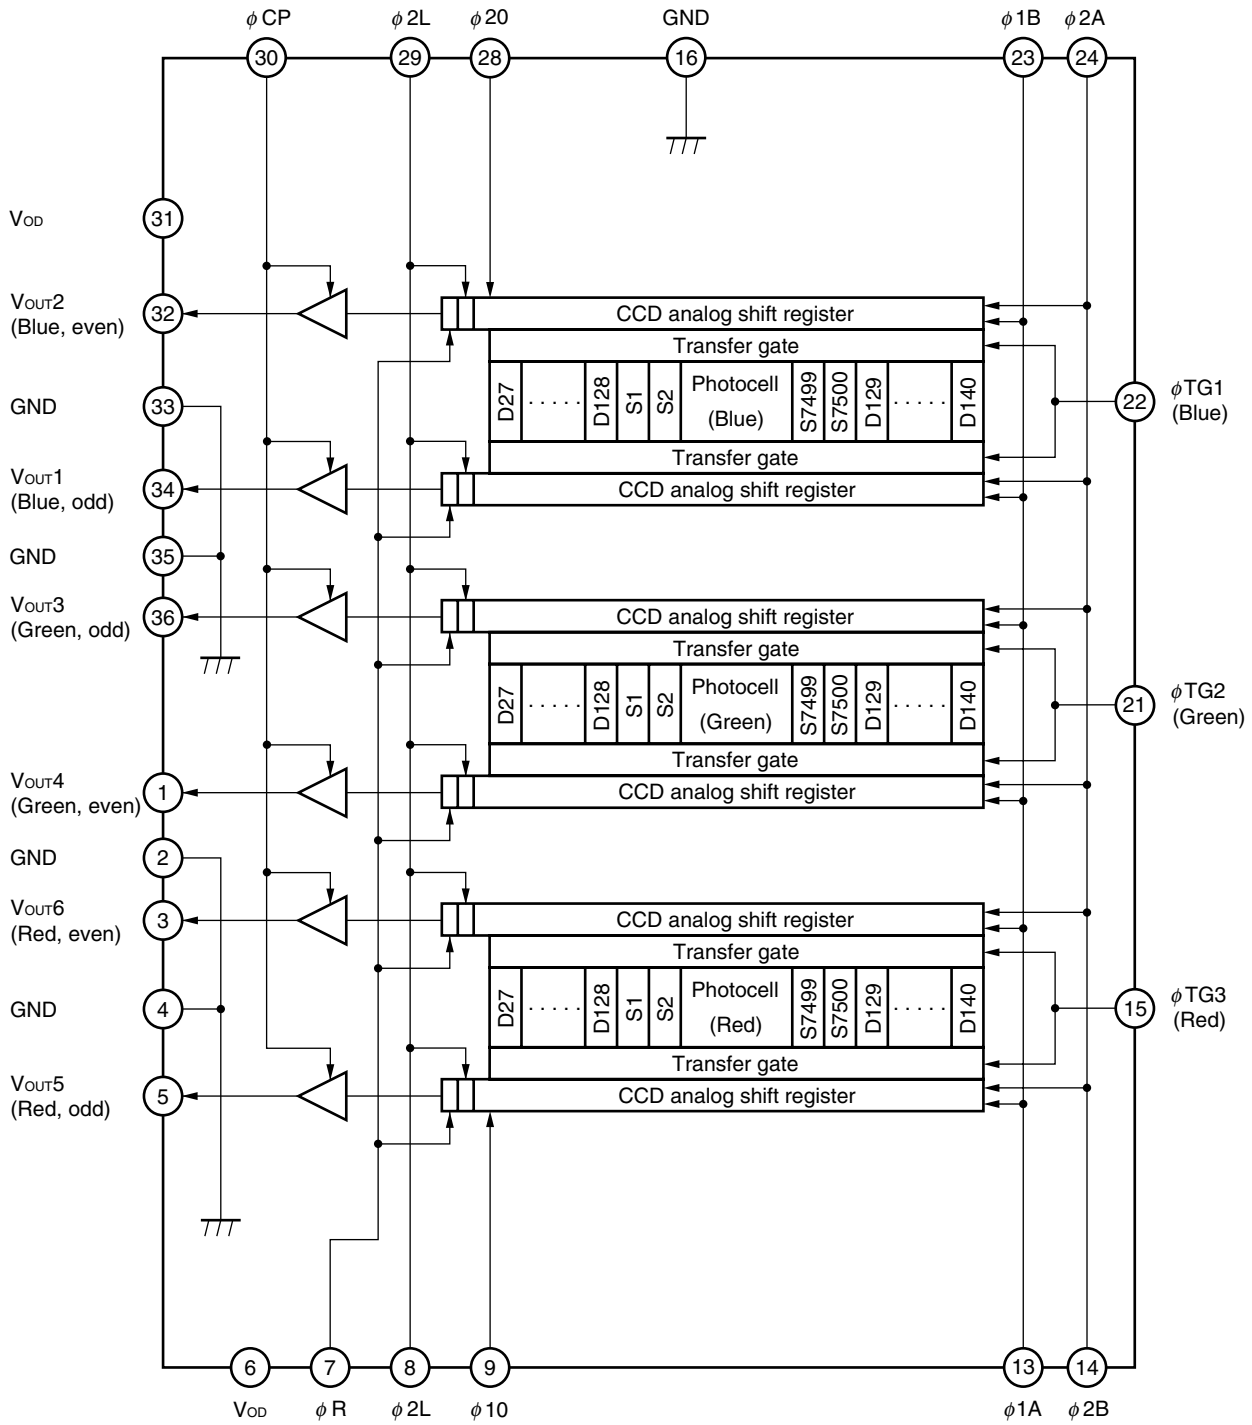 φCP φ2L φ20 GND φ1B φ2A
30 29 28 16 23 24
VOD 31
VOUT2 32
(Blue, even)
CCD analog shift register
Transfer gate
D27 ····· D128 S1 S2 Photocell (Blue) S7499 S7500 D129 ····· D140
GND 33
22 φTG1
(Blue)
Transfer gate
VOUT1 34
(Blue, odd)
CCD analog shift register
GND 35
VOUT3 36
(Green, odd)
CCD analog shift register
Transfer gate
D27 ····· D128 S1 S2 Photocell (Green) S7499 S7500 D129 ····· D140
21 φTG2
(Green)
Transfer gate
VOUT4 1
(Green, even)
CCD analog shift register
GND 2
VOUT6 3
(Red, even)
CCD analog shift register
Transfer gate
D27 ····· D128 S1 S2 Photocell (Red) S7499 S7500 D129 ····· D140
GND 4
15 φTG3
(Red)
Transfer gate
VOUT5 5
(Red, odd)
CCD analog shift register
6 7 8 9 13 14
VOD φR φ2L φ10 φ1A φ2B